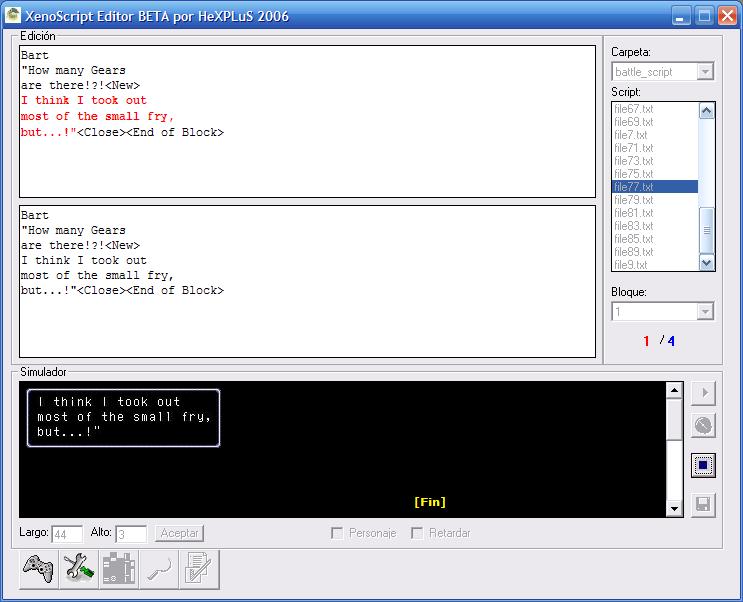 XenoScript Editor BETA por HeXPLuS 2006
Edición
Bart
"How many Gears
are there!?!<New>
I think I took out
most of the small fry,
but...!"<Close><End of Block>
Bart
"How many Gears
are there!?!<New>
I think I took out
most of the small fry,
but...!"<Close><End of Block>
Carpeta:
battle_script
Script:
file67.txt
file69.txt
file7.txt
file71.txt
file73.txt
file75.txt
file77.txt
file79.txt
file81.txt
file83.txt
file85.txt
file89.txt
file9.txt
Bloque:
1
1 / 4
Simulador
I think I took out
most of the small fry,
but...!"
[Fin]
Largo: 44 Alto: 3 Aceptar Personaje Retardar